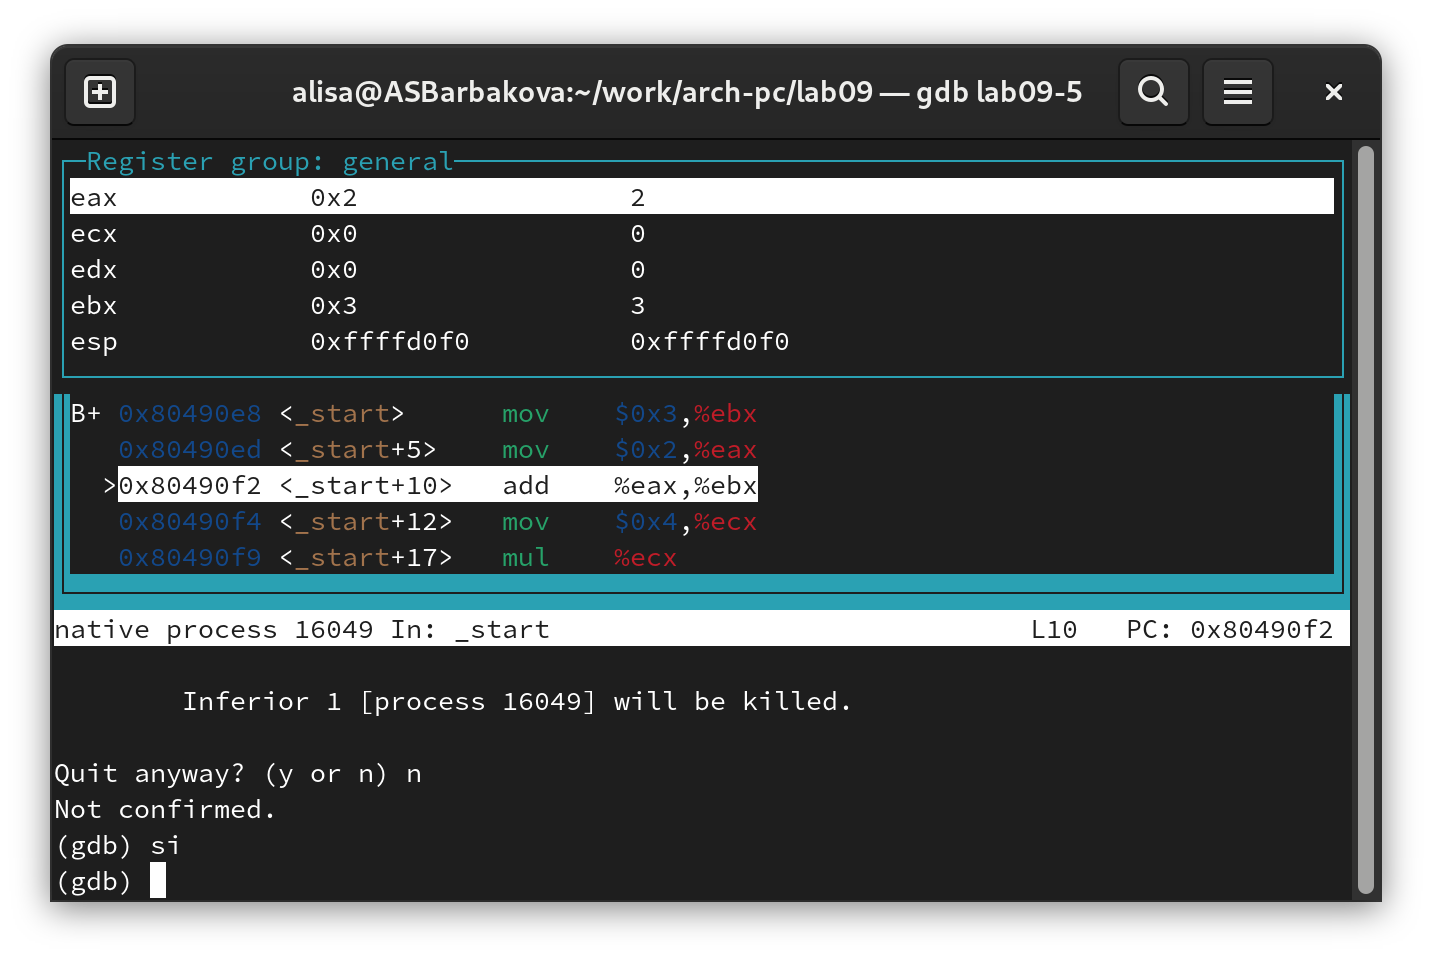 alisa@ASBarbakova:~/work/arch-pc/lab09 — gdb lab09-5
Register group: general
eax 0x2 2
ecx 0x0 0
edx 0x0 0
ebx 0x3 3
esp 0xffffd0f0 0xffffd0f0
B+ 0x80490e8 <_start> mov $0x3,%ebx
0x80490ed <_start+5> mov $0x2,%eax
>0x80490f2 <_start+10> add %eax,%ebx
0x80490f4 <_start+12> mov $0x4,%ecx
0x80490f9 <_start+17> mul %ecx
native process 16049 In: _start L10 PC: 0x80490f2
Inferior 1 [process 16049] will be killed.
Quit anyway? (y or n) n
Not confirmed.
(gdb) si
(gdb)